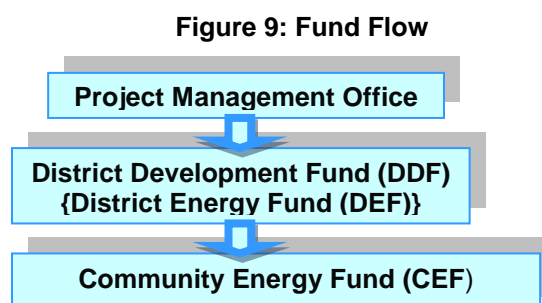 Figure 9: Fund Flow
Project Management Office
District Development Fund (DDF)
{District Energy Fund (DEF)}
Community Energy Fund (CEF)